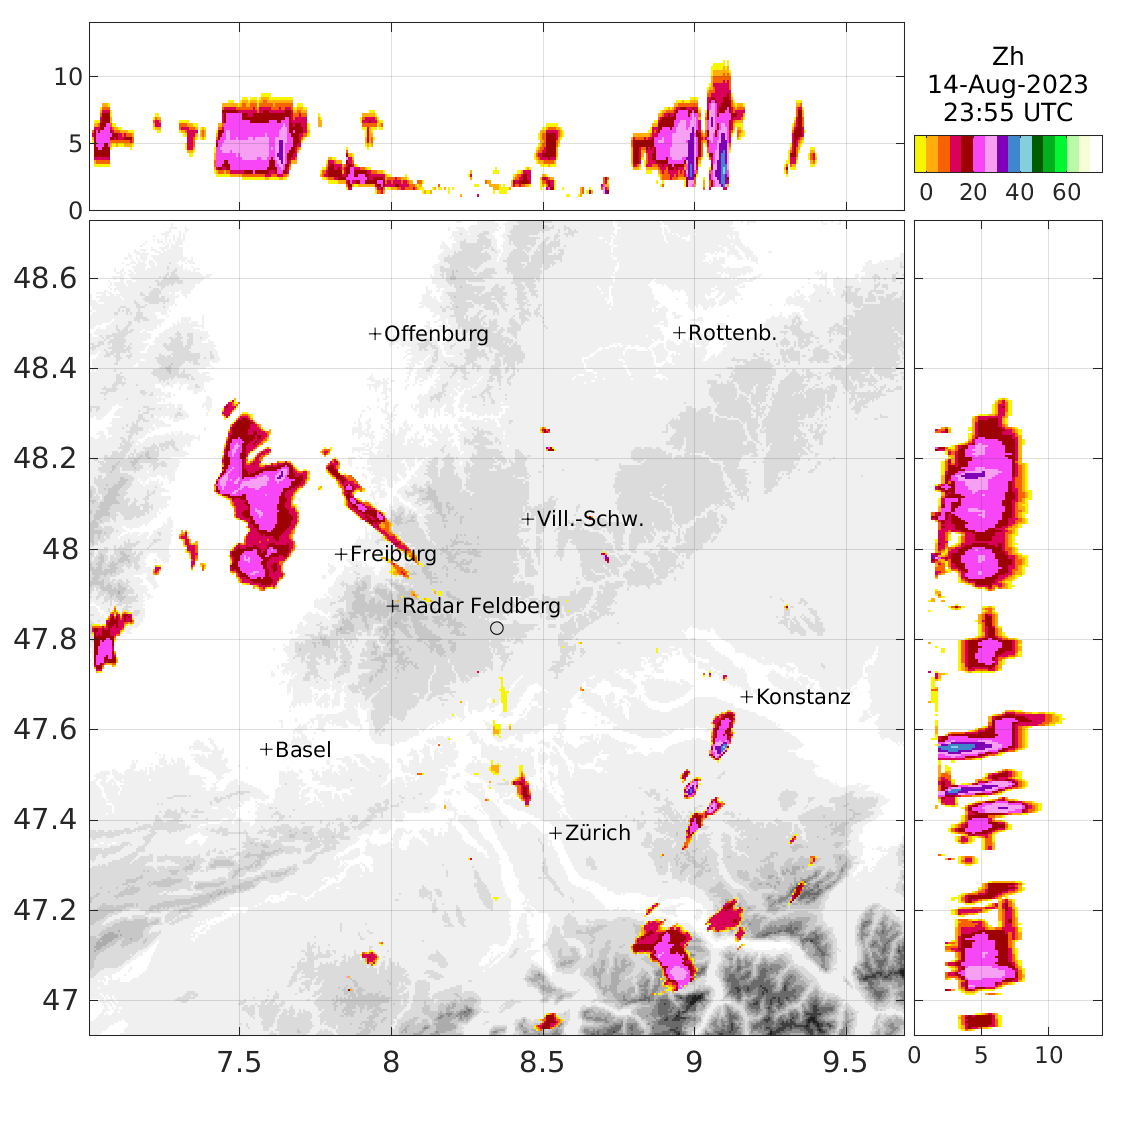 10
5
0
Zh
14-Aug-2023
23:55 UTC
0 20 40 60
48.6
48.4
48.2
48
47.8
47.6
47.4
47.2
47
+Offenburg
+Rottenb.
+Vill.-Schw.
+Freiburg
+Radar Feldberg
+Konstanz
+Basel
+Zürich
7.5 8 8.5 9 9.5
0 5 10